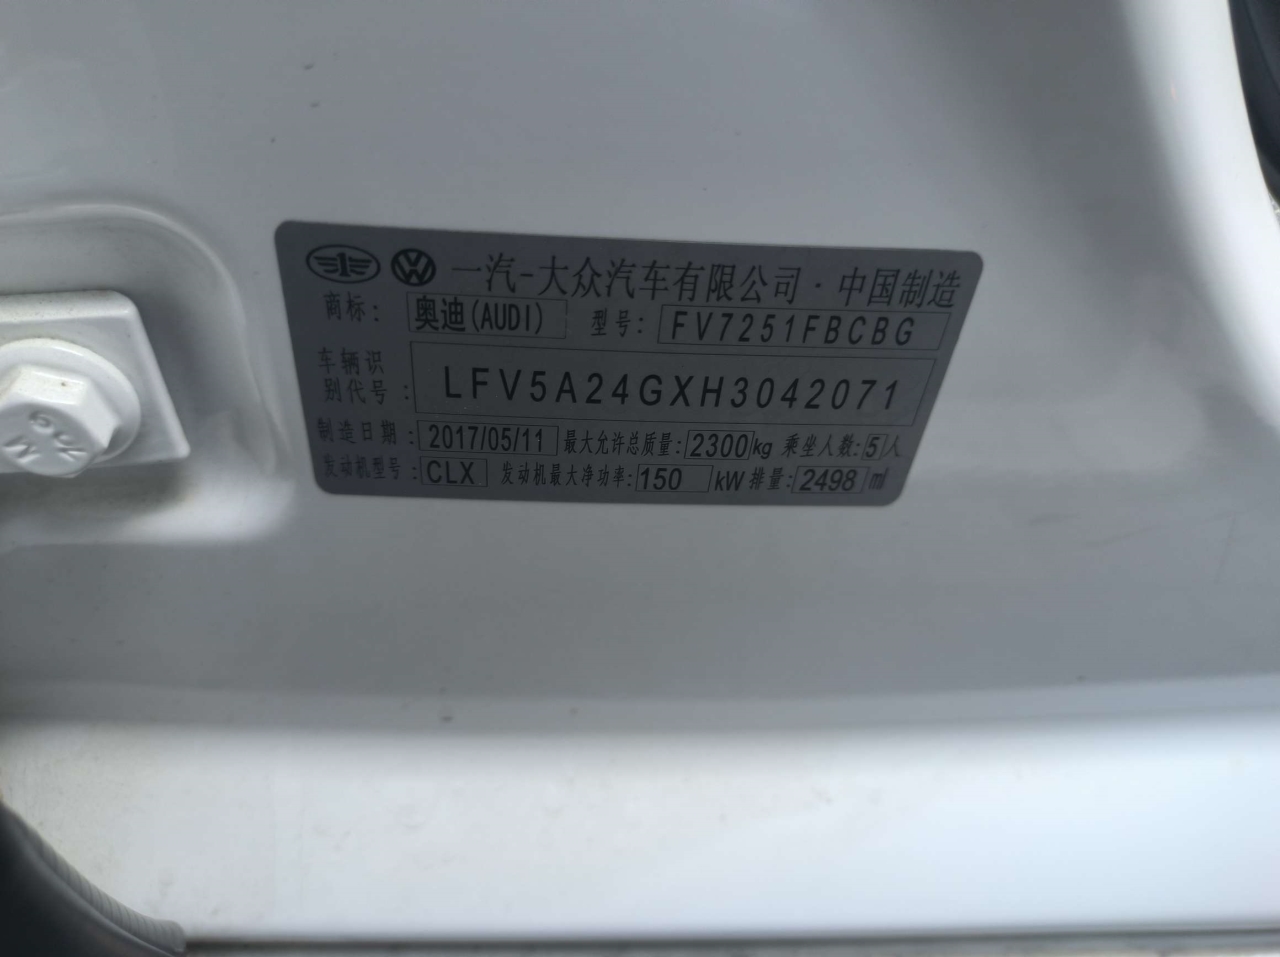 一汽-大众汽车有限公司·中国制造
商标: 奥迪(AUDI) 型号: FV7251FBCBG
车辆识
别代号: LFV5A24GXH3042071
制造日期: 2017/05/11 最大允许总质量: 2300kg 乘坐人数: 5人
发动机型号: CLX 发动机最大净功率: 150 kW 排量: 2498 ml